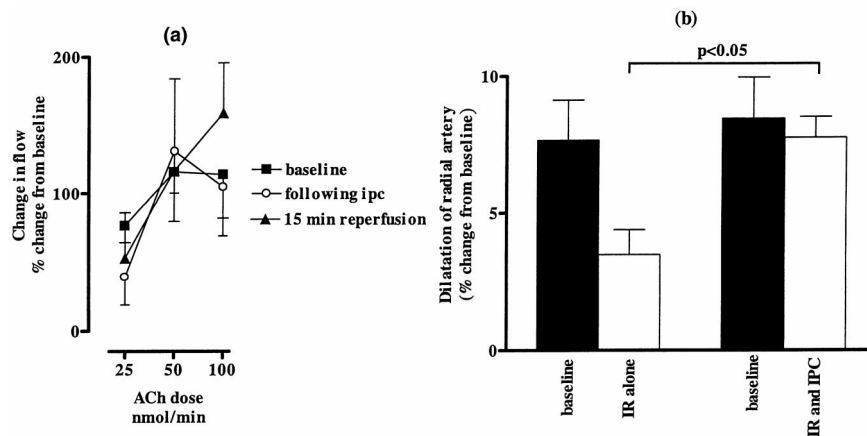 (a)
200
100
0
Change in flow
% change from baseline
25 50 100
ACh dose
nmol/min
baseline
following ipc
15 min reperfusion
(b)
p<0.05
10
5
0
Dilatation of radial artery
(% change from baseline)
baseline
IR alone
baseline
IR and IPC